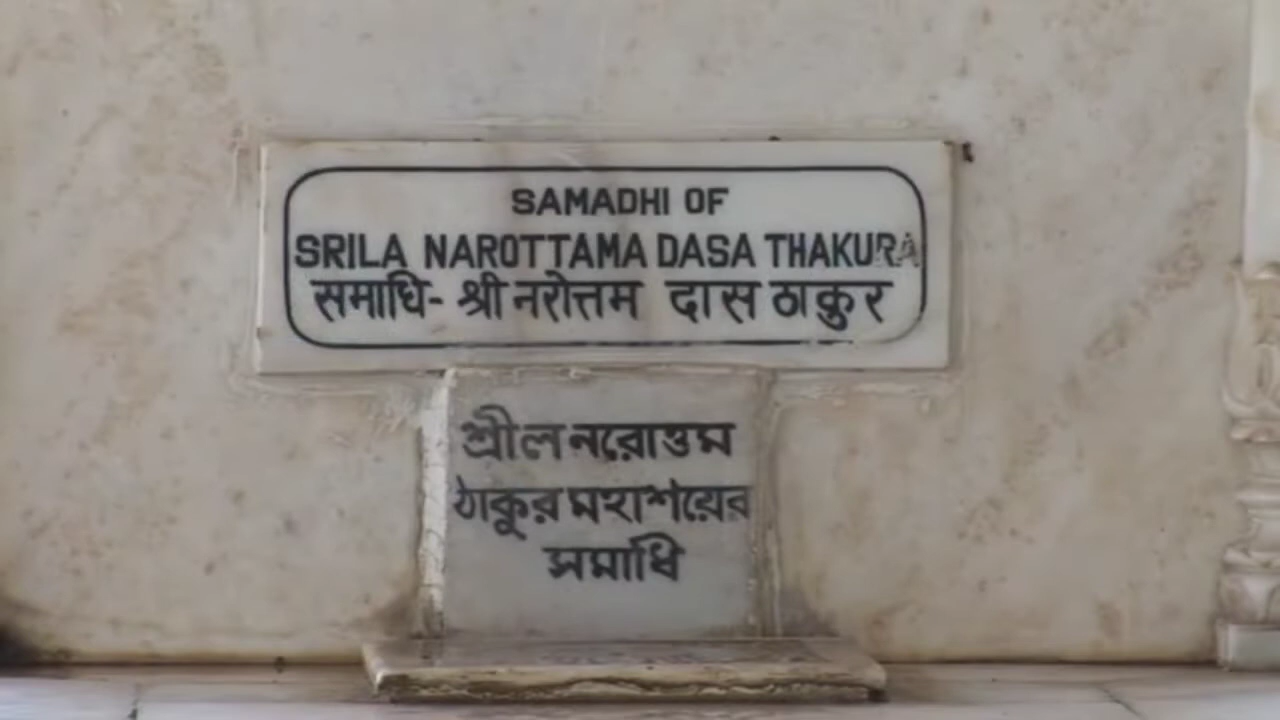 SAMADHI OF
SRILA NAROTTAMA DASA THAKURA
समाधि- श्री नरोत्तम दास ठाकुर
শ্রীল নরোত্তম
ঠাকুর মহাশয়ের
সমাধি